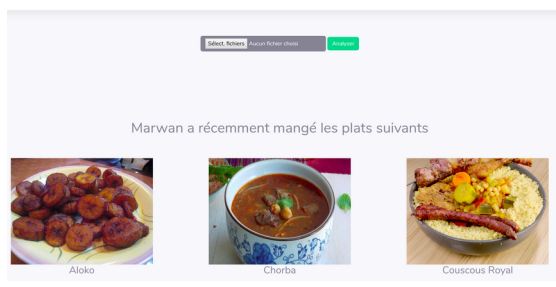 Sélect. fichiers Aucun fichier choisi Analyser
Marwan a récemment mangé les plats suivants
Aloko Chorba Couscous Royal